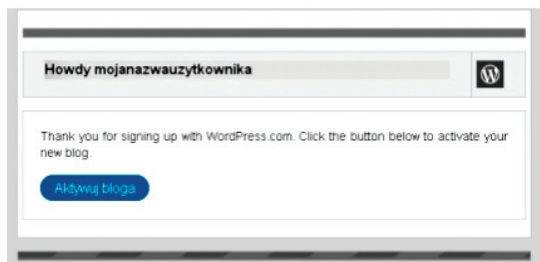 Howdy mojanazwauzytkownika
Thank you for signing up with WordPress.com. Click the button below to activate your
new blog.
Aktywuj bloga